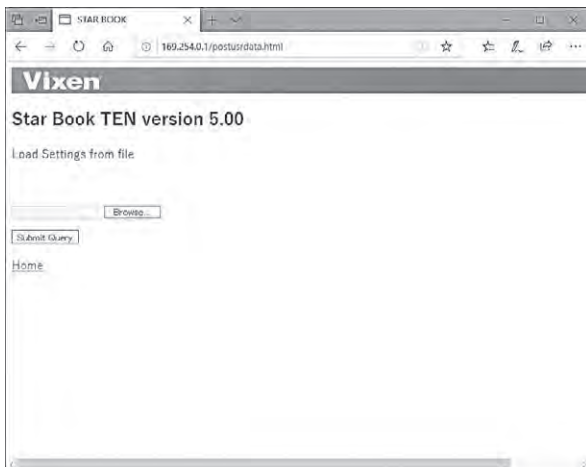 STAR BOOK
169.254.0.1/postusrdata.html
Vixen
Star Book TEN version 5.00
Load Settings from file
Browse...
Submit Query
Home